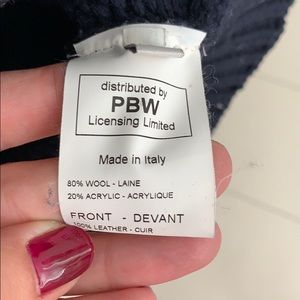 distributed by
PBW
Licensing Limited
Made in Italy
80% WOOL - LAINE
20% ACRYLIC - ACRYLIQUE
FRONT - DEVANT
100% LEATHER - CUIR